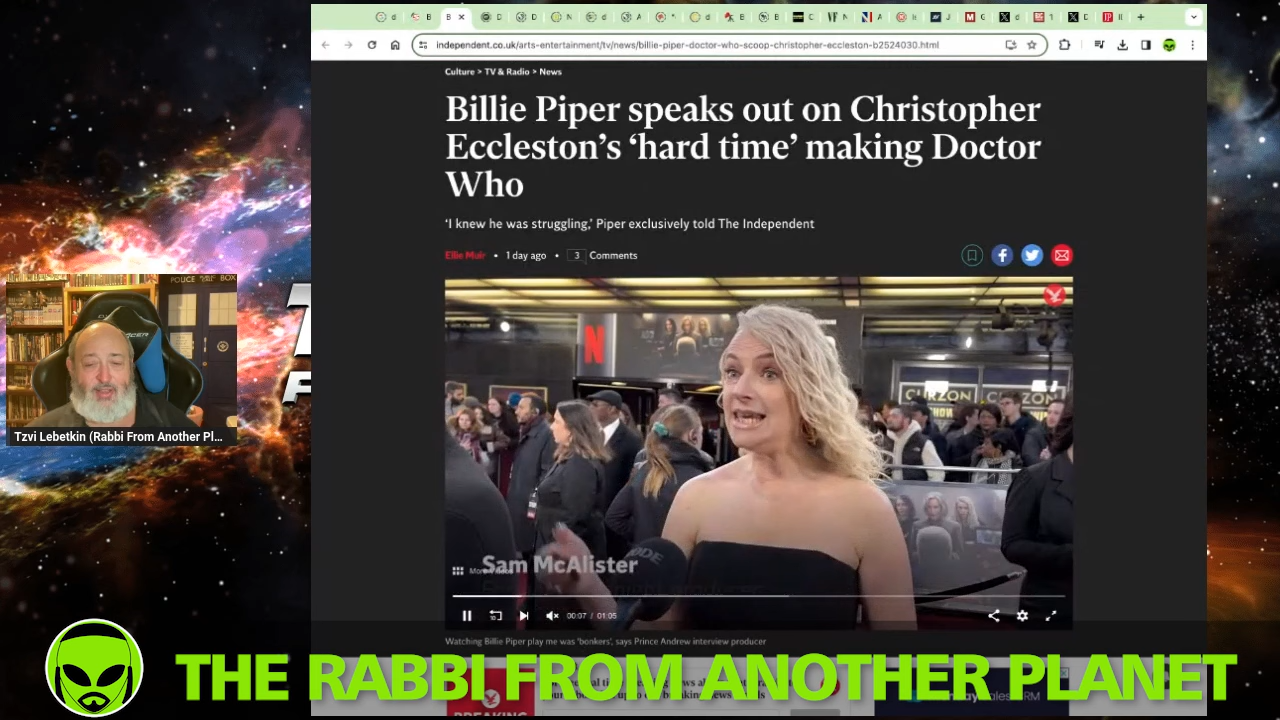 independent.co.uk/arts-entertainment/tv/news/billie-piper-doctor-who-scoop-christopher-eccleston-b2524030.html
Culture > TV & Radio > News
Billie Piper speaks out on Christopher
Eccleston’s ‘hard time’ making Doctor
Who
‘I knew he was struggling,’ Piper exclusively told The Independent
Ellie Muir • 1 day ago • 3 Comments
POLICE BOX
N
CURZON
CURZON
Sam McAlister
00:07 / 01:05
Watching Billie Piper play me was ‘bonkers’, says Prince Andrew interview producer
Tzvi Lebetkin (Rabbi From Another Pl...
THE RABBI FROM ANOTHER PLANET
BREAKING